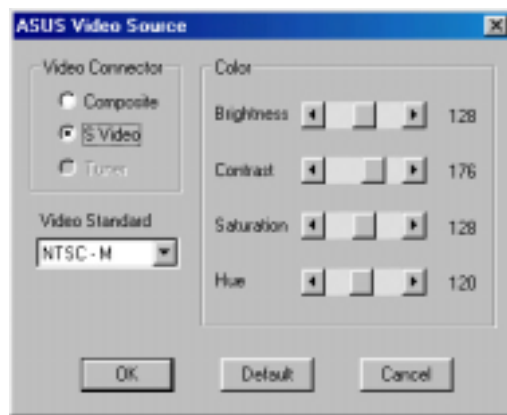 ASUS Video Source
Video Connector
Composite
S Video
Tuner
Video Standard
NTSC - M
Color
Brightness 128
Contrast 176
Saturation 128
Hue 120
OK Default Cancel